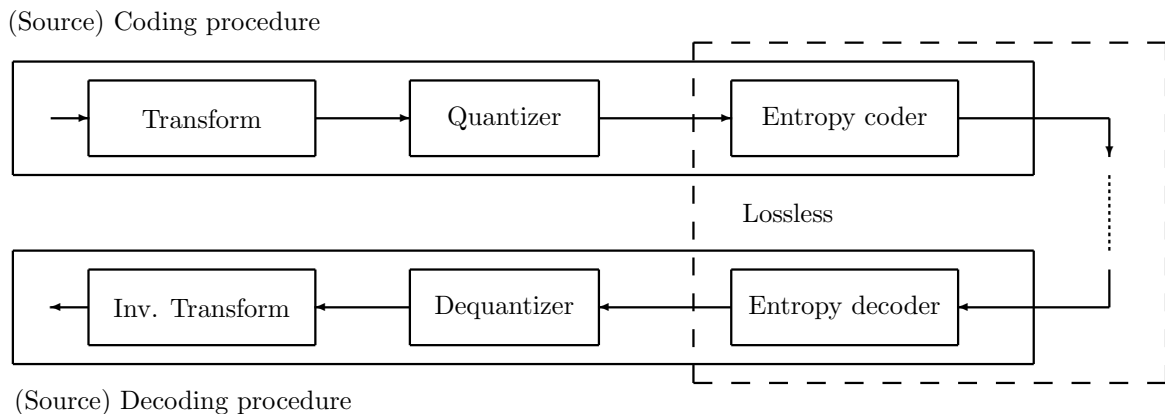 (Source) Coding procedure
Transform
Quantizer
Entropy coder
Lossless
Inv. Transform
Dequantizer
Entropy decoder
(Source) Decoding procedure